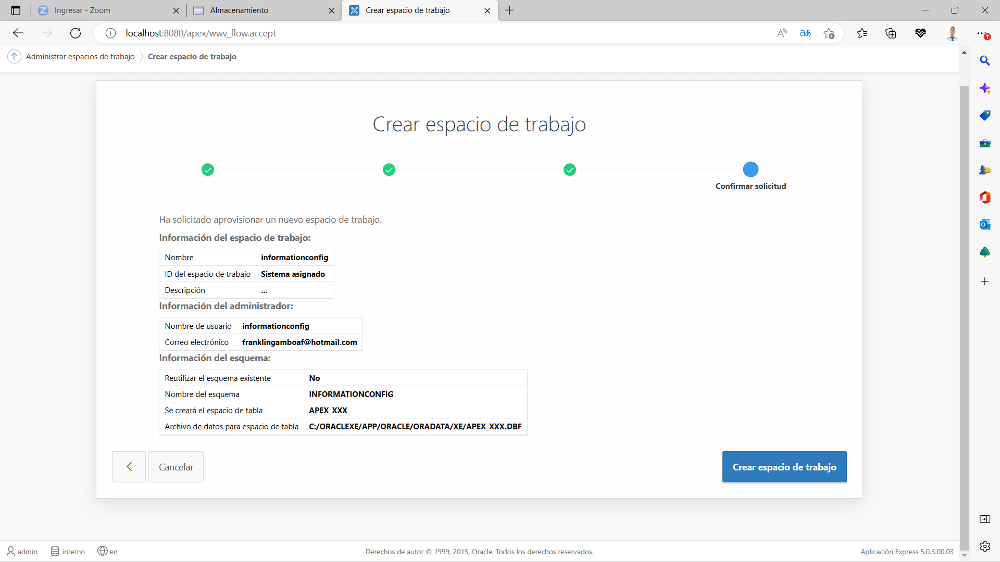 Ingresar - Zoom
Almacenamiento
Crear espacio de trabajo
localhost:8080/apex/wwv_flow.accept
Administrar espacios de trabajo
Crear espacio de trabajo
Crear espacio de trabajo
Confirmar solicitud
Ha solicitado aprovisionar un nuevo espacio de trabajo.
Información del espacio de trabajo:
Nombre informationconfig
ID del espacio de trabajo Sistema asignado
Descripción ...
Información del administrador:
Nombre de usuario informationconfig
Correo electrónico franklingamboaf@hotmail.com
Información del esquema:
Reutilizar el esquema existente No
Nombre del esquema INFORMATIONCONFIG
Se creará el espacio de tabla APEX_XXX
Archivo de datos para espacio de tabla C:/ORACLEXE/APP/ORACLE/ORADATA/XE/APEX_XXX.DBF
Cancelar
Crear espacio de trabajo
admin interno en
Derechos de autor © 1999, 2015, Oracle. Todos los derechos reservados.
Aplicación Express 5.0.3.00.03